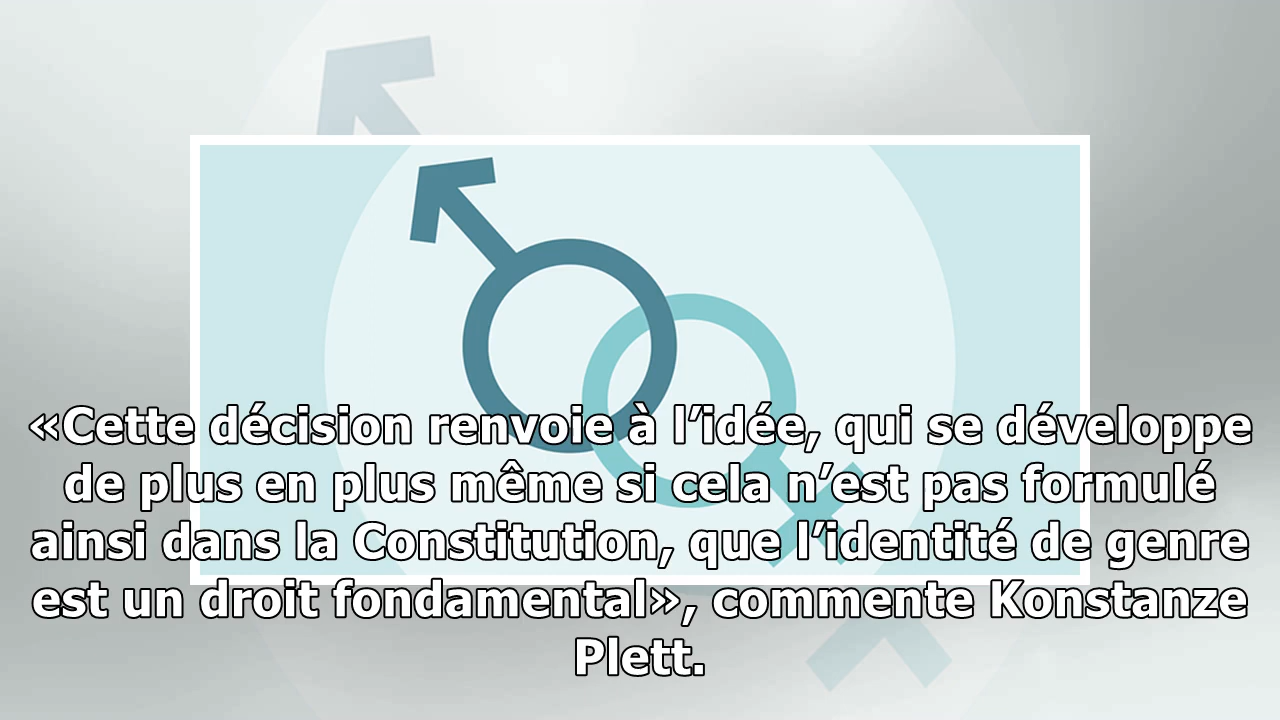 «Cette décision renvoie à l’idée, qui se développe
de plus en plus même si cela n’est pas formulé
ainsi dans la Constitution, que l’identité de genre
est un droit fondamental», commente Konstanze
Plett.